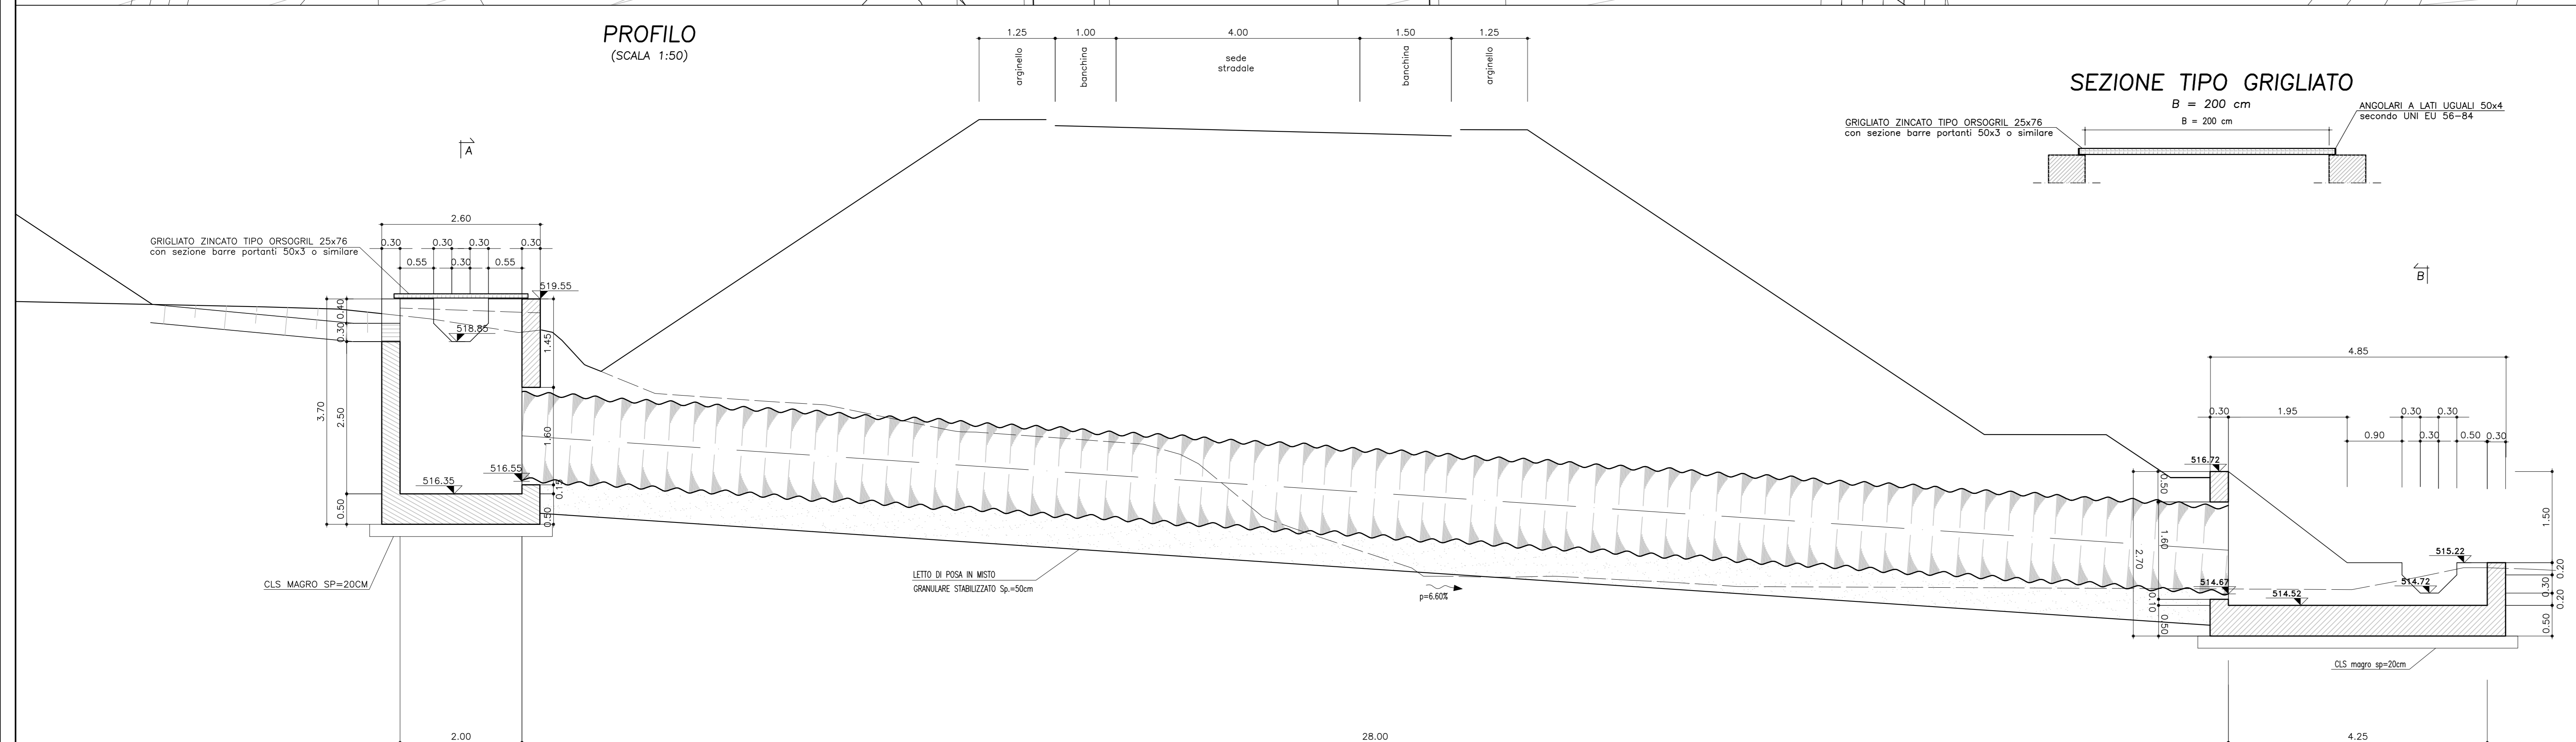 PROFILO
(SCALA 1:50)
1.25
1.00
4.00
1.50
1.25
arginello
banchina
sede
stradale
banchina
arginello
SEZIONE TIPO GRIGLIATO
B = 200 cm
B = 200 cm
GRIGLIATO ZINCATO TIPO ORSOGRIL 25x76
con sezione barre portanti 50x3 o similare
ANGOLARI A LATI UGUALI 50x4
secondo UNI EU 56-84
A
B
GRIGLIATO ZINCATO TIPO ORSOGRIL 25x76
con sezione barre portanti 50x3 o similare
2.60
0.30
0.30
0.30
0.30
0.55
0.30
0.55
519.55
518.85
0.40
0.30
2.50
3.70
0.50
1.45
1.60
0.15
0.50
516.55
516.35
CLS MAGRO SP=20CM
LETTO DI POSA IN MISTO
GRANULARE STABILIZZATO Sp.=50cm
p=6.60%
4.85
0.30
1.95
0.30
0.30
0.90
0.30
0.50
0.30
516.72
515.22
514.72
514.67
514.52
0.50
1.60
2.70
0.10
0.50
1.50
0.20
0.30
0.20
0.50
CLS magro sp=20cm
2.00
28.00
4.25